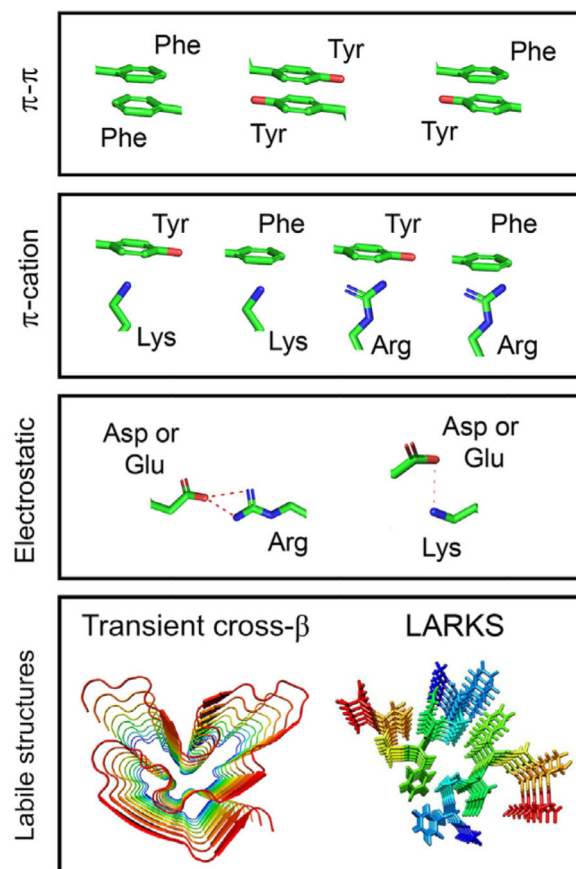 π-π
Phe
Tyr
Phe
Phe
Tyr
Tyr
π-cation
Tyr
Phe
Tyr
Phe
Lys
Lys
Arg
Arg
Electrostatic
Asp or
Glu
Arg
Asp or
Glu
Lys
Labile structures
Transient cross-β
LARKS